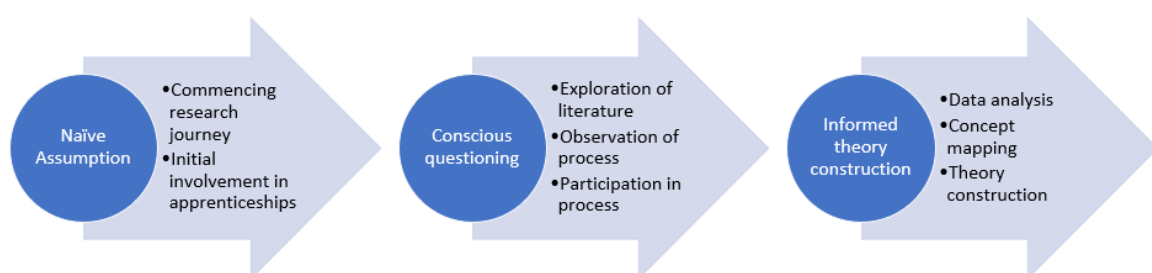 Naïve
Assumption
•Commencing
research
journey
•Initial
involvement in
apprenticeships
Conscious
questioning
•Exploration of
literature
•Observation of
process
•Participation in
process
Informed
theory
construction
•Data analysis
•Concept
mapping
•Theory
construction